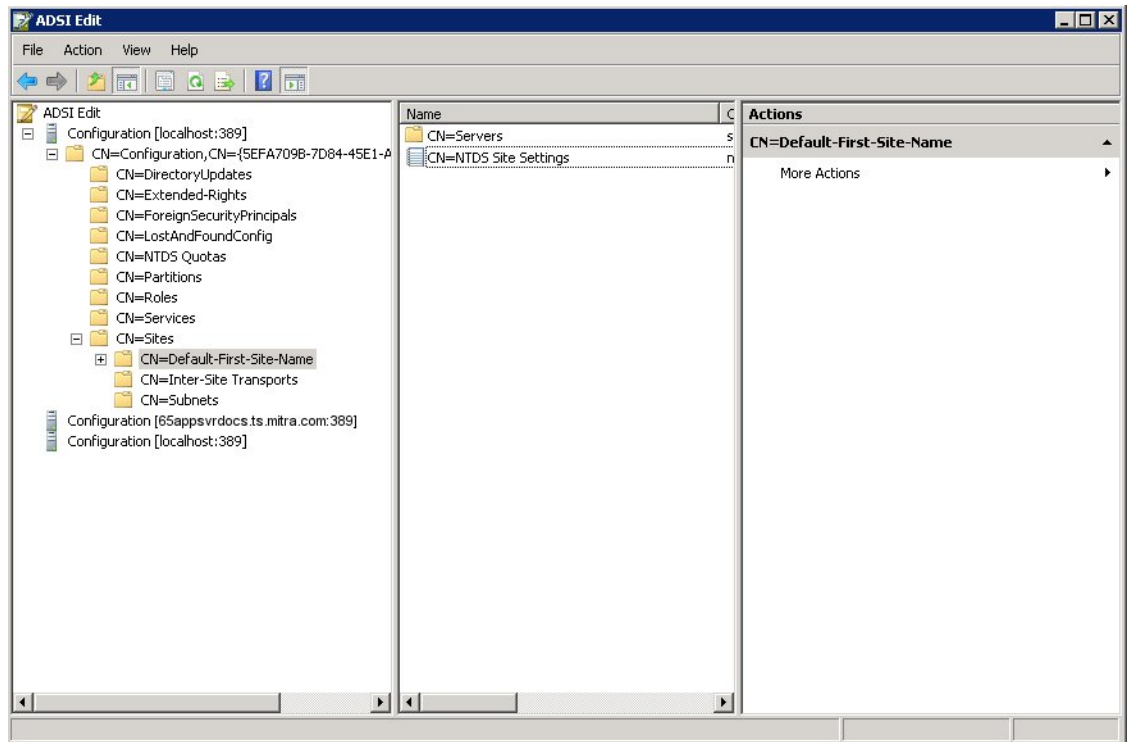 ADSI Edit
File Action View Help
ADSI Edit
Configuration [localhost:389]
CN=Configuration,CN={5EFA709B-7D84-45E1-A
CN=DirectoryUpdates
CN=Extended-Rights
CN=ForeignSecurityPrincipals
CN=LostAndFoundConfig
CN=NTDS Quotas
CN=Partitions
CN=Roles
CN=Services
CN=Sites
CN=Default-First-Site-Name
CN=Inter-Site Transports
CN=Subnets
Configuration [65appsvrdocs.ts.mitra.com:389]
Configuration [localhost:389]
Name C
CN=Servers s
CN=NTDS Site Settings n
Actions
CN=Default-First-Site-Name
More Actions